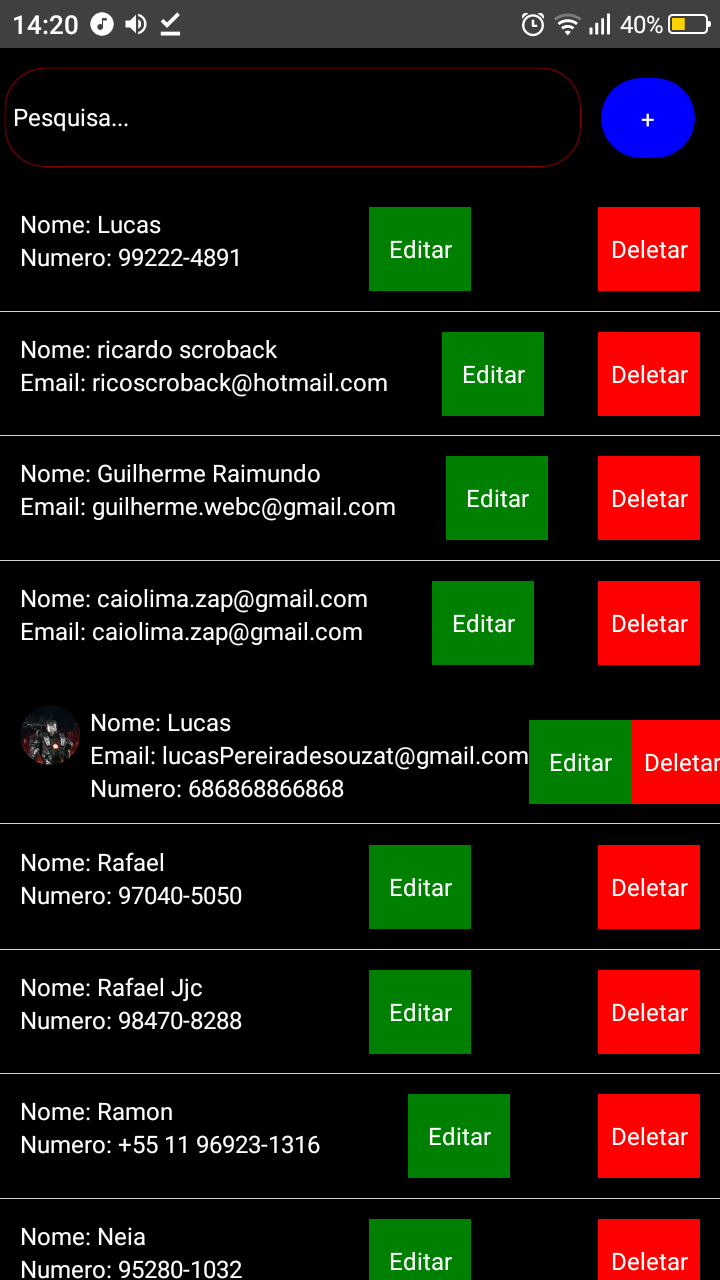 14:20 40%
Pesquisa... +
Nome: Lucas
Numero: 99222-4891
Editar Deletar
Nome: ricardo scroback
Email: ricoscroback@hotmail.com
Editar Deletar
Nome: Guilherme Raimundo
Email: guilherme.webc@gmail.com
Editar Deletar
Nome: caiolima.zap@gmail.com
Email: caiolima.zap@gmail.com
Editar Deletar
Nome: Lucas
Email: lucasPereiradesouzat@gmail.com
Numero: 686868866868
Editar Deletar
Nome: Rafael
Numero: 97040-5050
Editar Deletar
Nome: Rafael Jjc
Numero: 98470-8288
Editar Deletar
Nome: Ramon
Numero: +55 11 96923-1316
Editar Deletar
Nome: Neia
Numero: 95280-1032
Editar Deletar